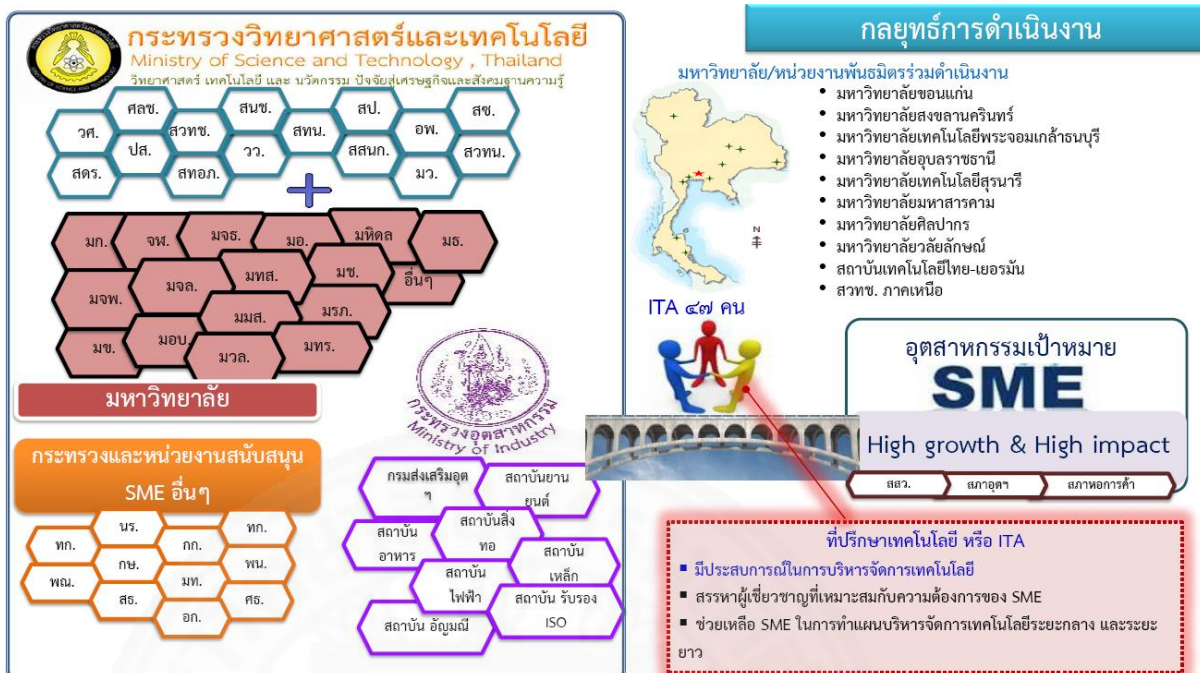 กระทรวงวิทยาศาสตร์และเทคโนโลยี
Ministry of Science and Technology , Thailand
วิทยาศาสตร์ เทคโนโลยี และ นวัตกรรม ปัจจัยสู่เศรษฐกิจและสังคมฐานความรู้
วศ.
ศลช.
สวทช.
สนช.
สทน.
สป.
อพ.
สซ.
สดร.
ปส.
สทอภ.
วว.
สสนก.
มว.
สวทน.
มก.
จฬ.
มจธ.
มอ.
มหิดล
มธ.
มจพ.
มจล.
มทส.
มช.
อื่นๆ
มข.
มอบ.
มมส.
มรภ.
มวล.
มทร.
มหาวิทยาลัย
กระทรวงอุตสาหกรรม
Ministry of Industry
กระทรวงและหน่วยงานสนับสนุน
SME อื่นๆ
ทก.
นร.
กก.
ทก.
พณ.
กษ.
มท.
พน.
สธ.
อก.
ศธ.
กรมส่งเสริมอุต
ฯ
สถาบันยาน
ยนต์
สถาบัน
อาหาร
สถาบันสิ่ง
ทอ
สถาบัน
เหล็ก
สถาบัน
ไฟฟ้า
สถาบัน รับรอง
ISO
สถาบัน อัญมณี
กลยุทธ์การดำเนินงาน
มหาวิทยาลัย/หน่วยงานพันธมิตรร่วมดำเนินงาน
• มหาวิทยาลัยขอนแก่น
• มหาวิทยาลัยสงขลานครินทร์
• มหาวิทยาลัยเทคโนโลยีพระจอมเกล้าธนบุรี
• มหาวิทยาลัยอุบลราชธานี
• มหาวิทยาลัยเทคโนโลยีสุรนารี
• มหาวิทยาลัยมหาสารคาม
• มหาวิทยาลัยศิลปากร
• มหาวิทยาลัยวลัยลักษณ์
• สถาบันเทคโนโลยีไทย-เยอรมัน
• สวทช. ภาคเหนือ
N
ITA ๔๗ คน
อุตสาหกรรมเป้าหมาย
SME
High growth & High impact
สสว.
สภาอุตฯ
สภาหอการค้า
ที่ปรึกษาเทคโนโลยี หรือ ITA
▪ มีประสบการณ์ในการบริหารจัดการเทคโนโลยี
▪ สรรหาผู้เชี่ยวชาญที่เหมาะสมกับความต้องการของ SME
▪ ช่วยเหลือ SME ในการทำแผนบริหารจัดการเทคโนโลยีระยะกลาง และระยะ
ยาว